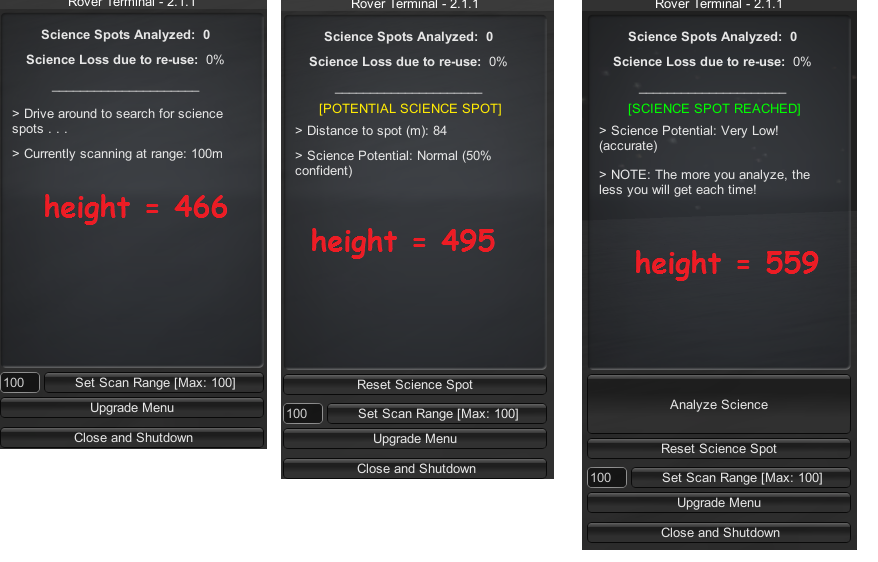 Rover Terminal - 2.1.1
Science Spots Analyzed: 0
Science Loss due to re-use: 0%
> Drive around to search for science
spots . . .
> Currently scanning at range: 100m
height = 466
100
Set Scan Range [Max: 100]
Upgrade Menu
Close and Shutdown
Rover Terminal - 2.1.1
Science Spots Analyzed: 0
Science Loss due to re-use: 0%
[POTENTIAL SCIENCE SPOT]
> Distance to spot (m): 84
> Science Potential: Normal (50%
confident)
height = 495
Reset Science Spot
100
Set Scan Range [Max: 100]
Upgrade Menu
Close and Shutdown
Rover Terminal - 2.1.1
Science Spots Analyzed: 0
Science Loss due to re-use: 0%
[SCIENCE SPOT REACHED]
> Science Potential: Very Low!
(accurate)
> NOTE: The more you analyze, the
less you will get each time!
height = 559
Analyze Science
Reset Science Spot
100
Set Scan Range [Max: 100]
Upgrade Menu
Close and Shutdown